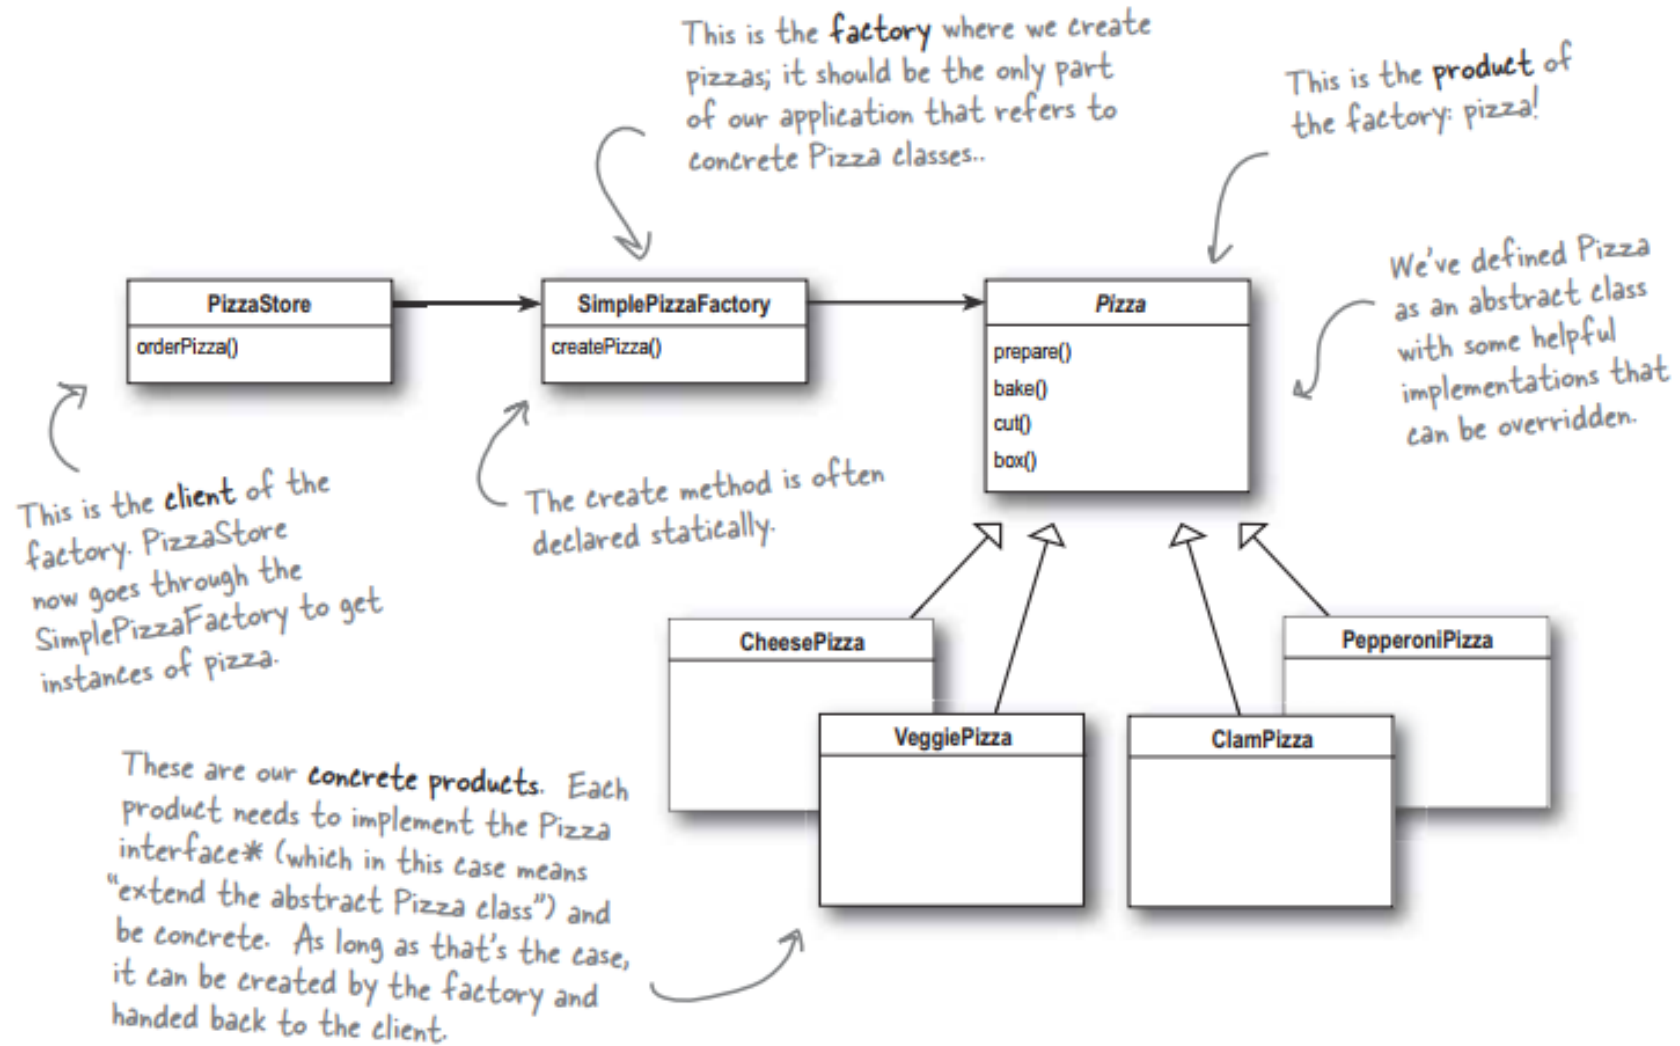 This is the factory where we create
pizzas; it should be the only part
of our application that refers to
concrete Pizza classes..
This is the product of
the factory: pizza!
We've defined Pizza
as an abstract class
with some helpful
implementations that
can be overridden.
PizzaStore
orderPizza()
SimplePizzaFactory
createPizza()
Pizza
prepare()
bake()
cut()
box()
This is the client of the
factory. PizzaStore
now goes through the
SimplePizzaFactory to get
instances of pizza.
The create method is often
declared statically.
CheesePizza
VeggiePizza
ClamPizza
PepperoniPizza
These are our concrete products. Each
product needs to implement the Pizza
interface* (which in this case means
“extend the abstract Pizza class”) and
be concrete. As long as that's the case,
it can be created by the factory and
handed back to the client.